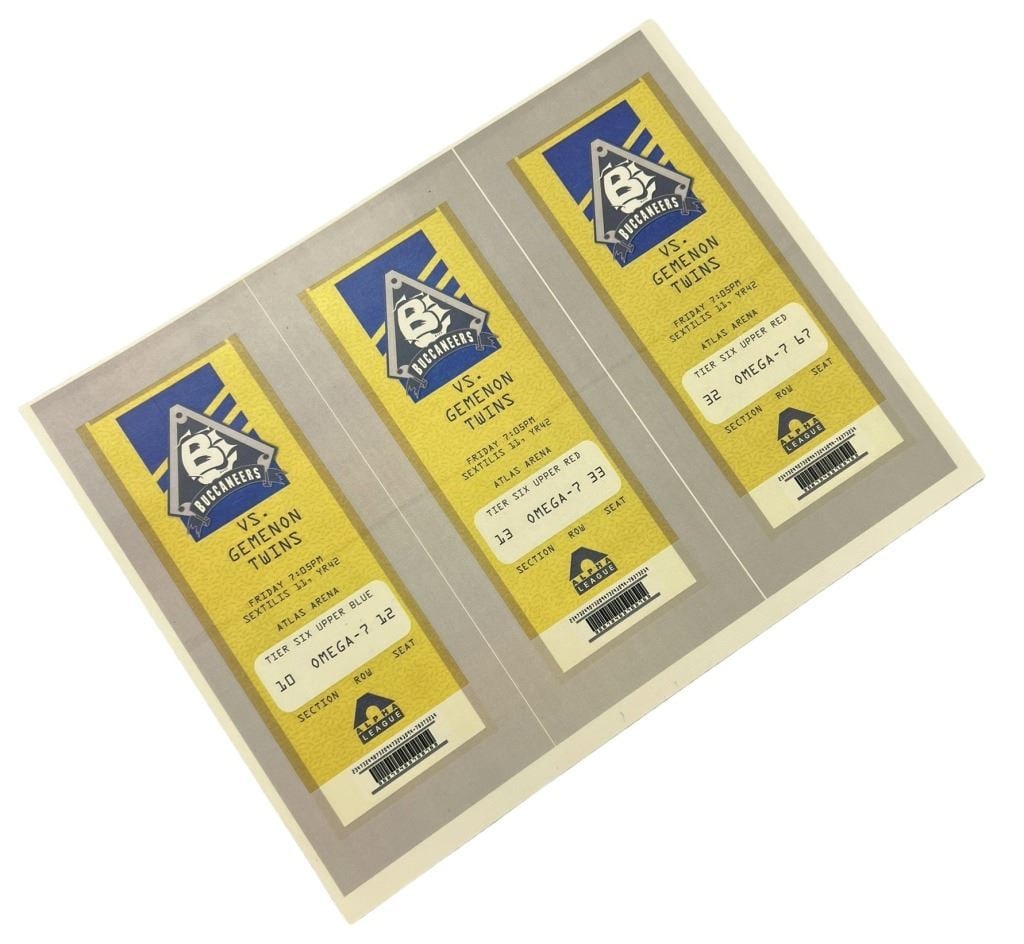 B
BUCCANEERS
VS.
GEMENON
TWINS
FRIDAY 7:05PM
SEXTILIS 11, YR42
ATLAS ARENA
TIER SIX UPPER BLUE
10 OMEGA-7 12
SECTION ROW SEAT
ALPHA
LEAGUE
B
BUCCANEERS
VS.
GEMENON
TWINS
FRIDAY 7:05PM
SEXTILIS 11, YR42
ATLAS ARENA
TIER SIX UPPER RED
13 OMEGA-7 33
SECTION ROW SEAT
ALPHA
LEAGUE
B
BUCCANEERS
VS.
GEMENON
TWINS
FRIDAY 7:05PM
SEXTILIS 11, YR42
ATLAS ARENA
TIER SIX UPPER RED
32 OMEGA-7 67
SECTION ROW SEAT
ALPHA
LEAGUE